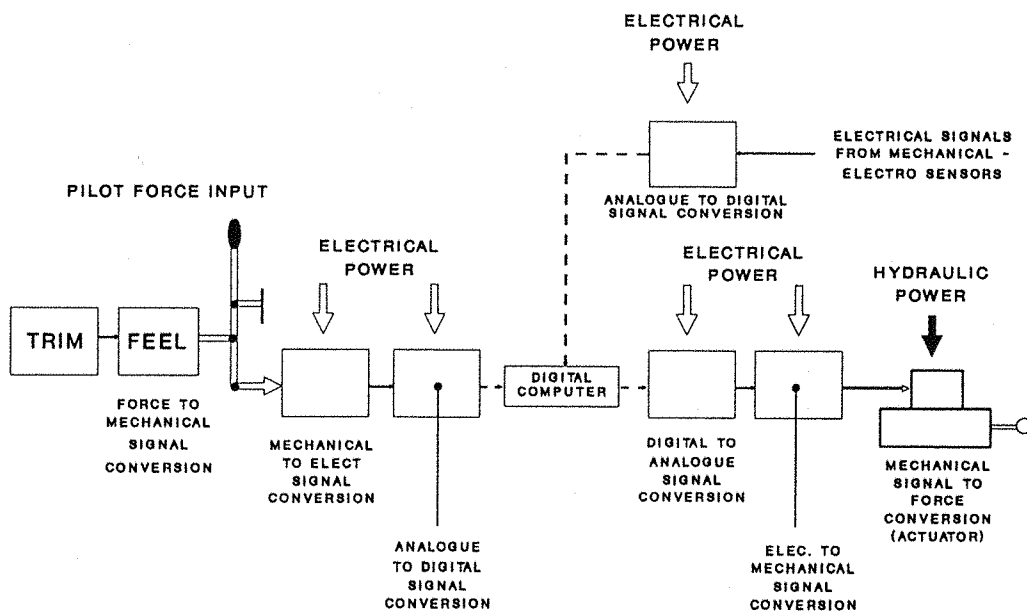 ELECTRICAL
POWER
ELECTRICAL SIGNALS
FROM MECHANICAL -
ELECTRO SENSORS
ANALOGUE TO DIGITAL
SIGNAL CONVERSION
PILOT FORCE INPUT
ELECTRICAL
POWER
ELECTRICAL
POWER
HYDRAULIC
POWER
TRIM
FEEL
DIGITAL
COMPUTER
FORCE TO
MECHANICAL
SIGNAL
CONVERSION
MECHANICAL
TO ELECT
SIGNAL
CONVERSION
ANALOGUE
TO DIGITAL
SIGNAL
CONVERSION
DIGITAL TO
ANALOGUE
SIGNAL
CONVERSION
ELEC. TO
MECHANICAL
SIGNAL
CONVERSION
MECHANICAL
SIGNAL TO
FORCE
CONVERSION
(ACTUATOR)